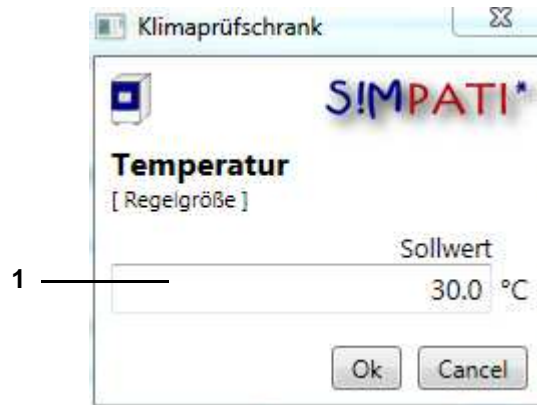 Klimaprüfschrank
S!MPATI*
Temperatur
[ Regelgröße ]
Sollwert
1
30.0 °C
Ok Cancel